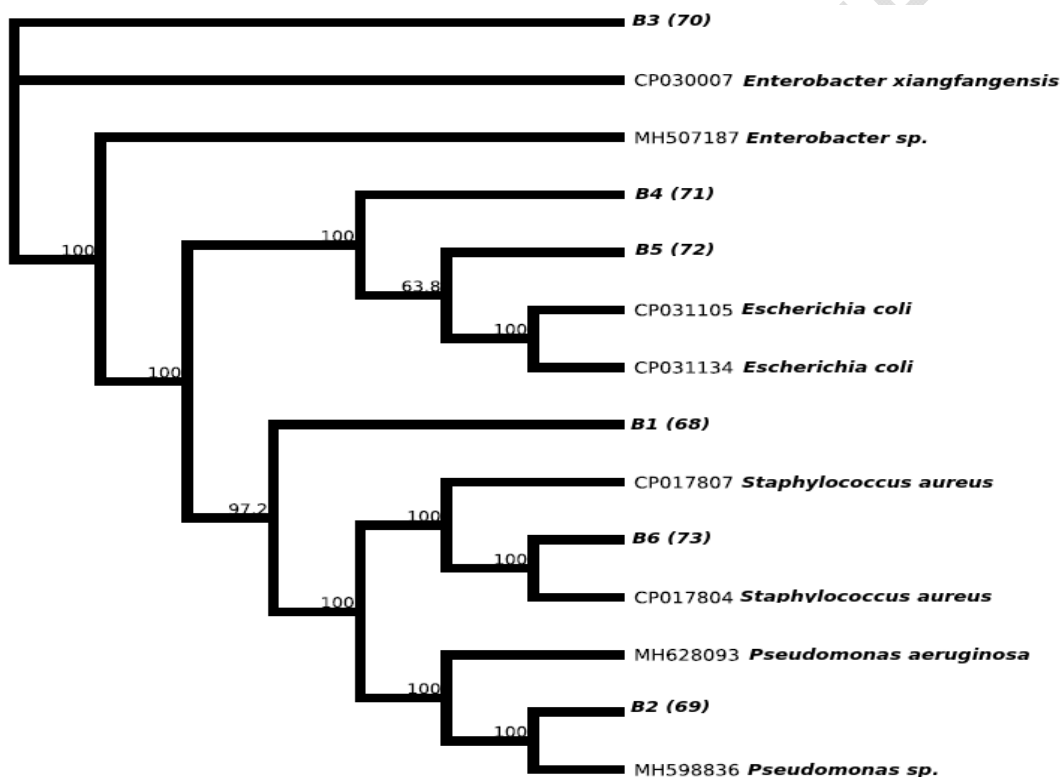 B3 (70)
CP030007 Enterobacter xiangfangensis
MH507187 Enterobacter sp.
B4 (71)
100
B5 (72)
100
63.8
CP031105 Escherichia coli
100
CP031134 Escherichia coli
100
B1 (68)
CP017807 Staphylococcus aureus
97.2
100
B6 (73)
100
CP017804 Staphylococcus aureus
100
MH628093 Pseudomonas aeruginosa
100
B2 (69)
100
MH598836 Pseudomonas sp.